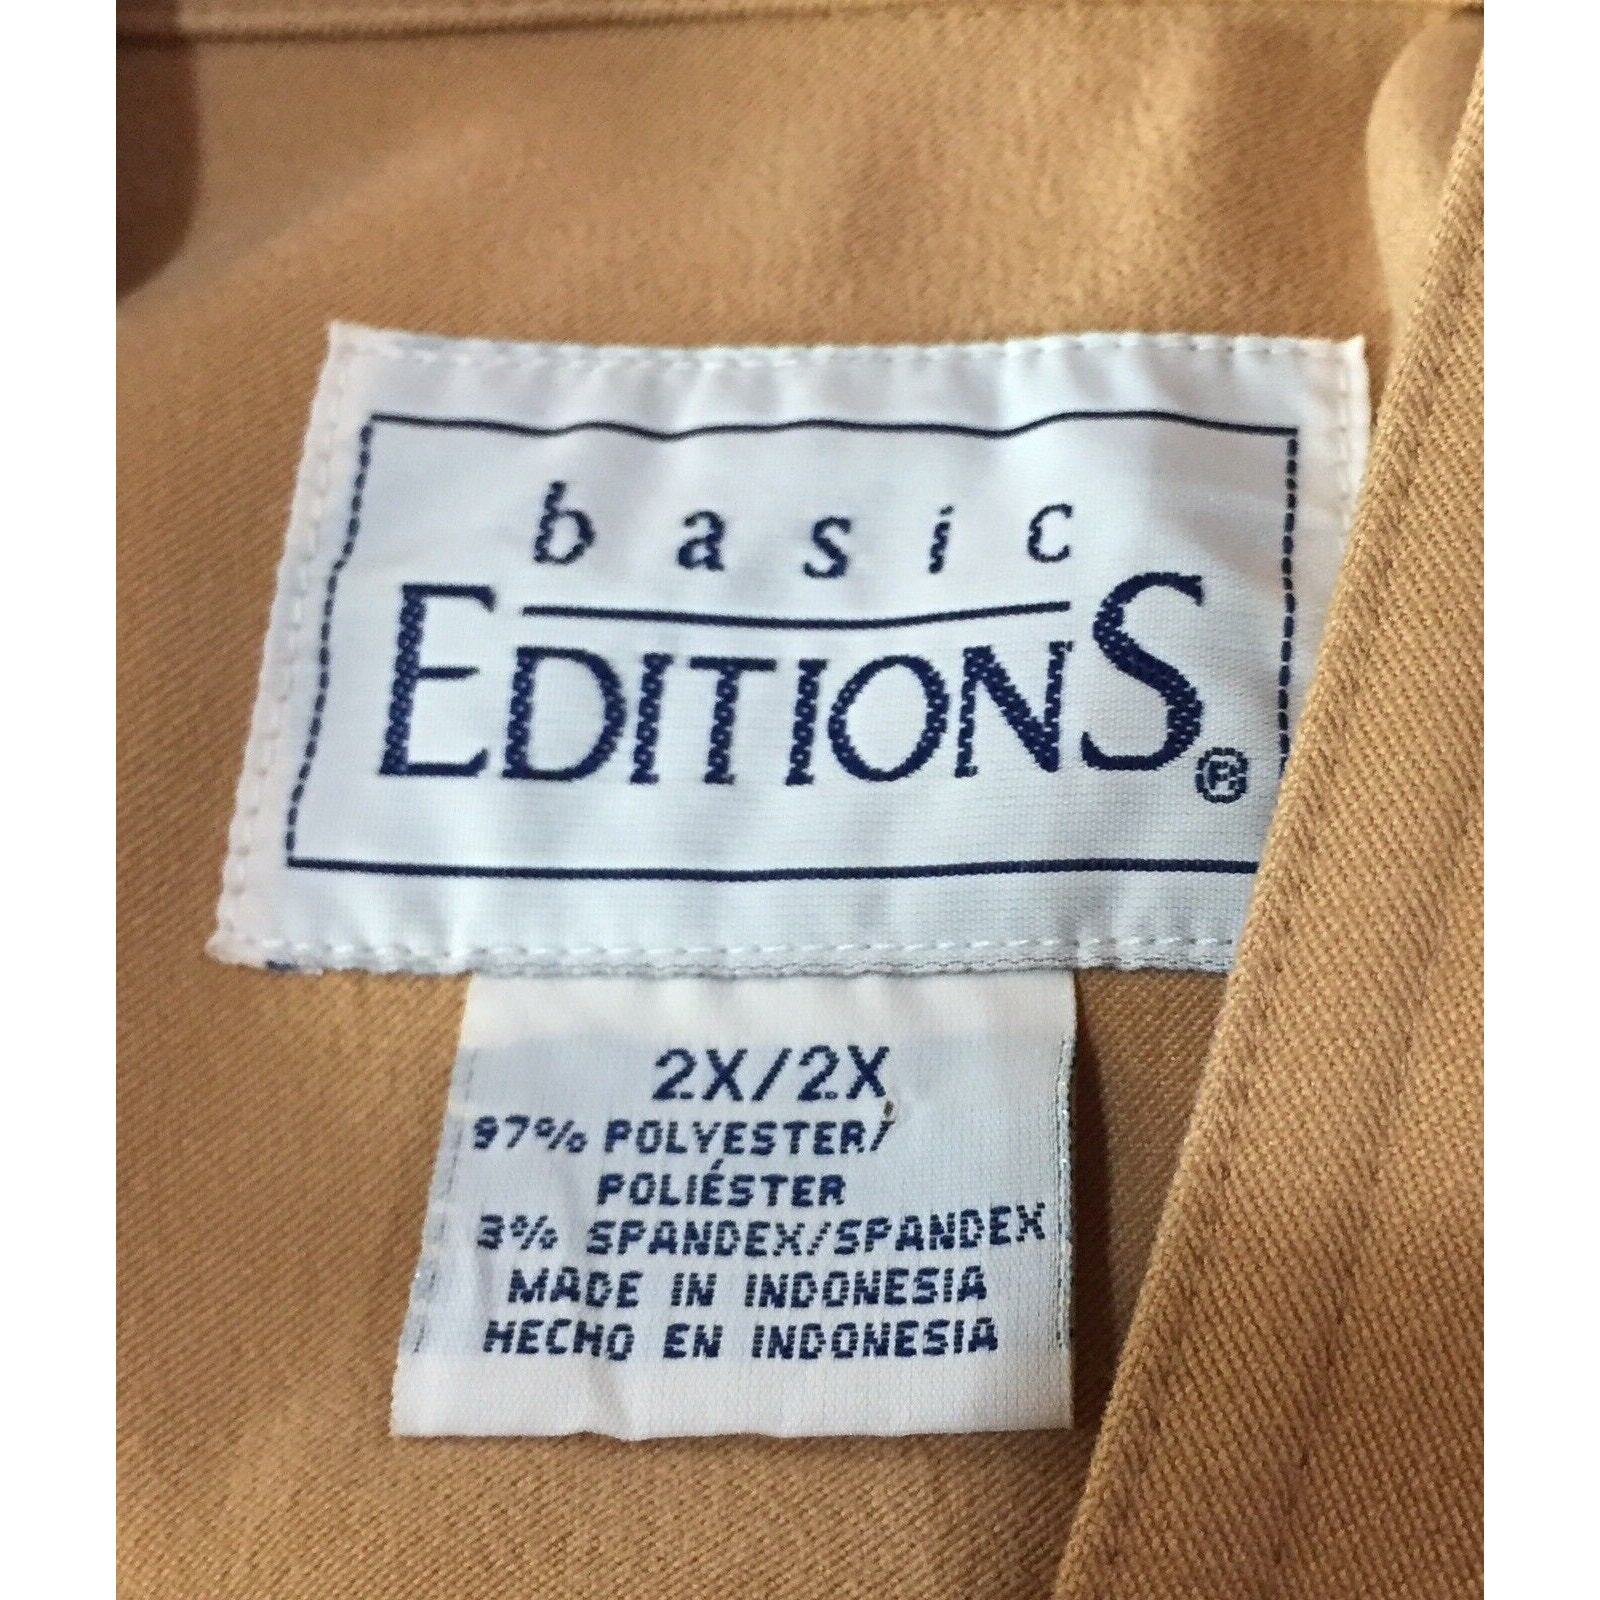 basic
EDITIONS®
2X/2X
97% POLYESTER/
POLIÉSTER
3% SPANDEX/SPANDEX
MADE IN INDONESIA
HECHO EN INDONESIA